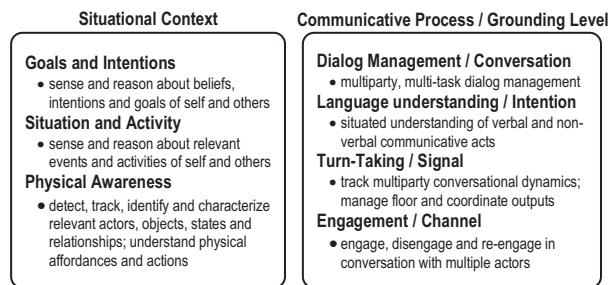 Situational Context
Goals and Intentions
• sense and reason about beliefs,
intentions and goals of self and others
Situation and Activity
• sense and reason about relevant
events and activities of self and others
Physical Awareness
• detect, track, identify and characterize
relevant actors, objects, states and
relationships; understand physical
affordances and actions
Communicative Process / Grounding Level
Dialog Management / Conversation
• multiparty, multi-task dialog management
Language understanding / Intention
• situated understanding of verbal and non-
verbal communicative acts
Turn-Taking / Signal
• track multiparty conversational dynamics;
manage floor and coordinate outputs
Engagement / Channel
• engage, disengage and re-engage in
conversation with multiple actors